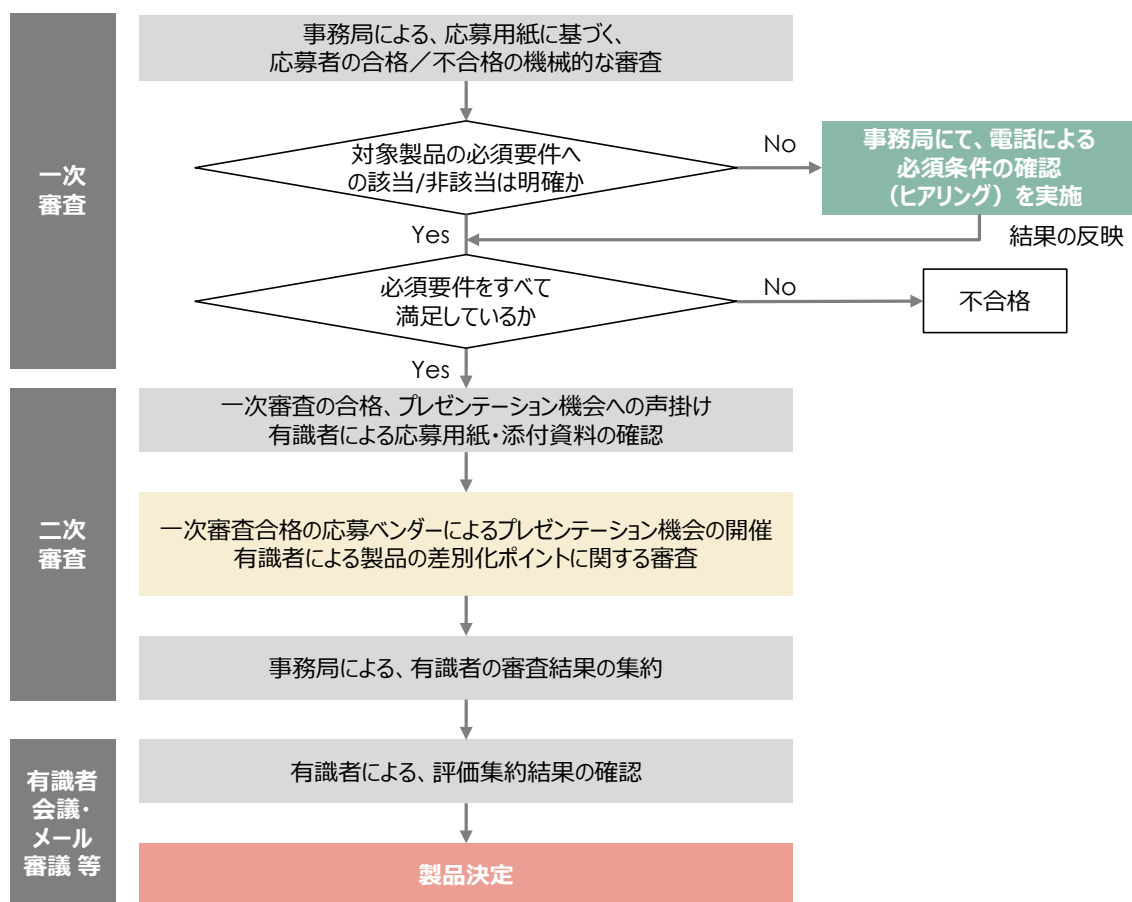 事務局による、応募用紙に基づく、
応募者の合格／不合格の機械的な審査
一次
審査
対象製品の必須要件へ
の該当/非該当は明確か
No
事務局にて、電話による
必須条件の確認
（ヒアリング）を実施
Yes
結果の反映
必須要件をすべて
満足しているか
No
不合格
Yes
二次
審査
一次審査の合格、プレゼンテーション機会への声掛け
有識者による応募用紙・添付資料の確認
一次審査合格の応募ベンダーによるプレゼンテーション機会の開催
有識者による製品の差別化ポイントに関する審査
事務局による、有識者の審査結果の集約
有識者
会議・
メール
審議 等
有識者による、評価集約結果の確認
製品決定